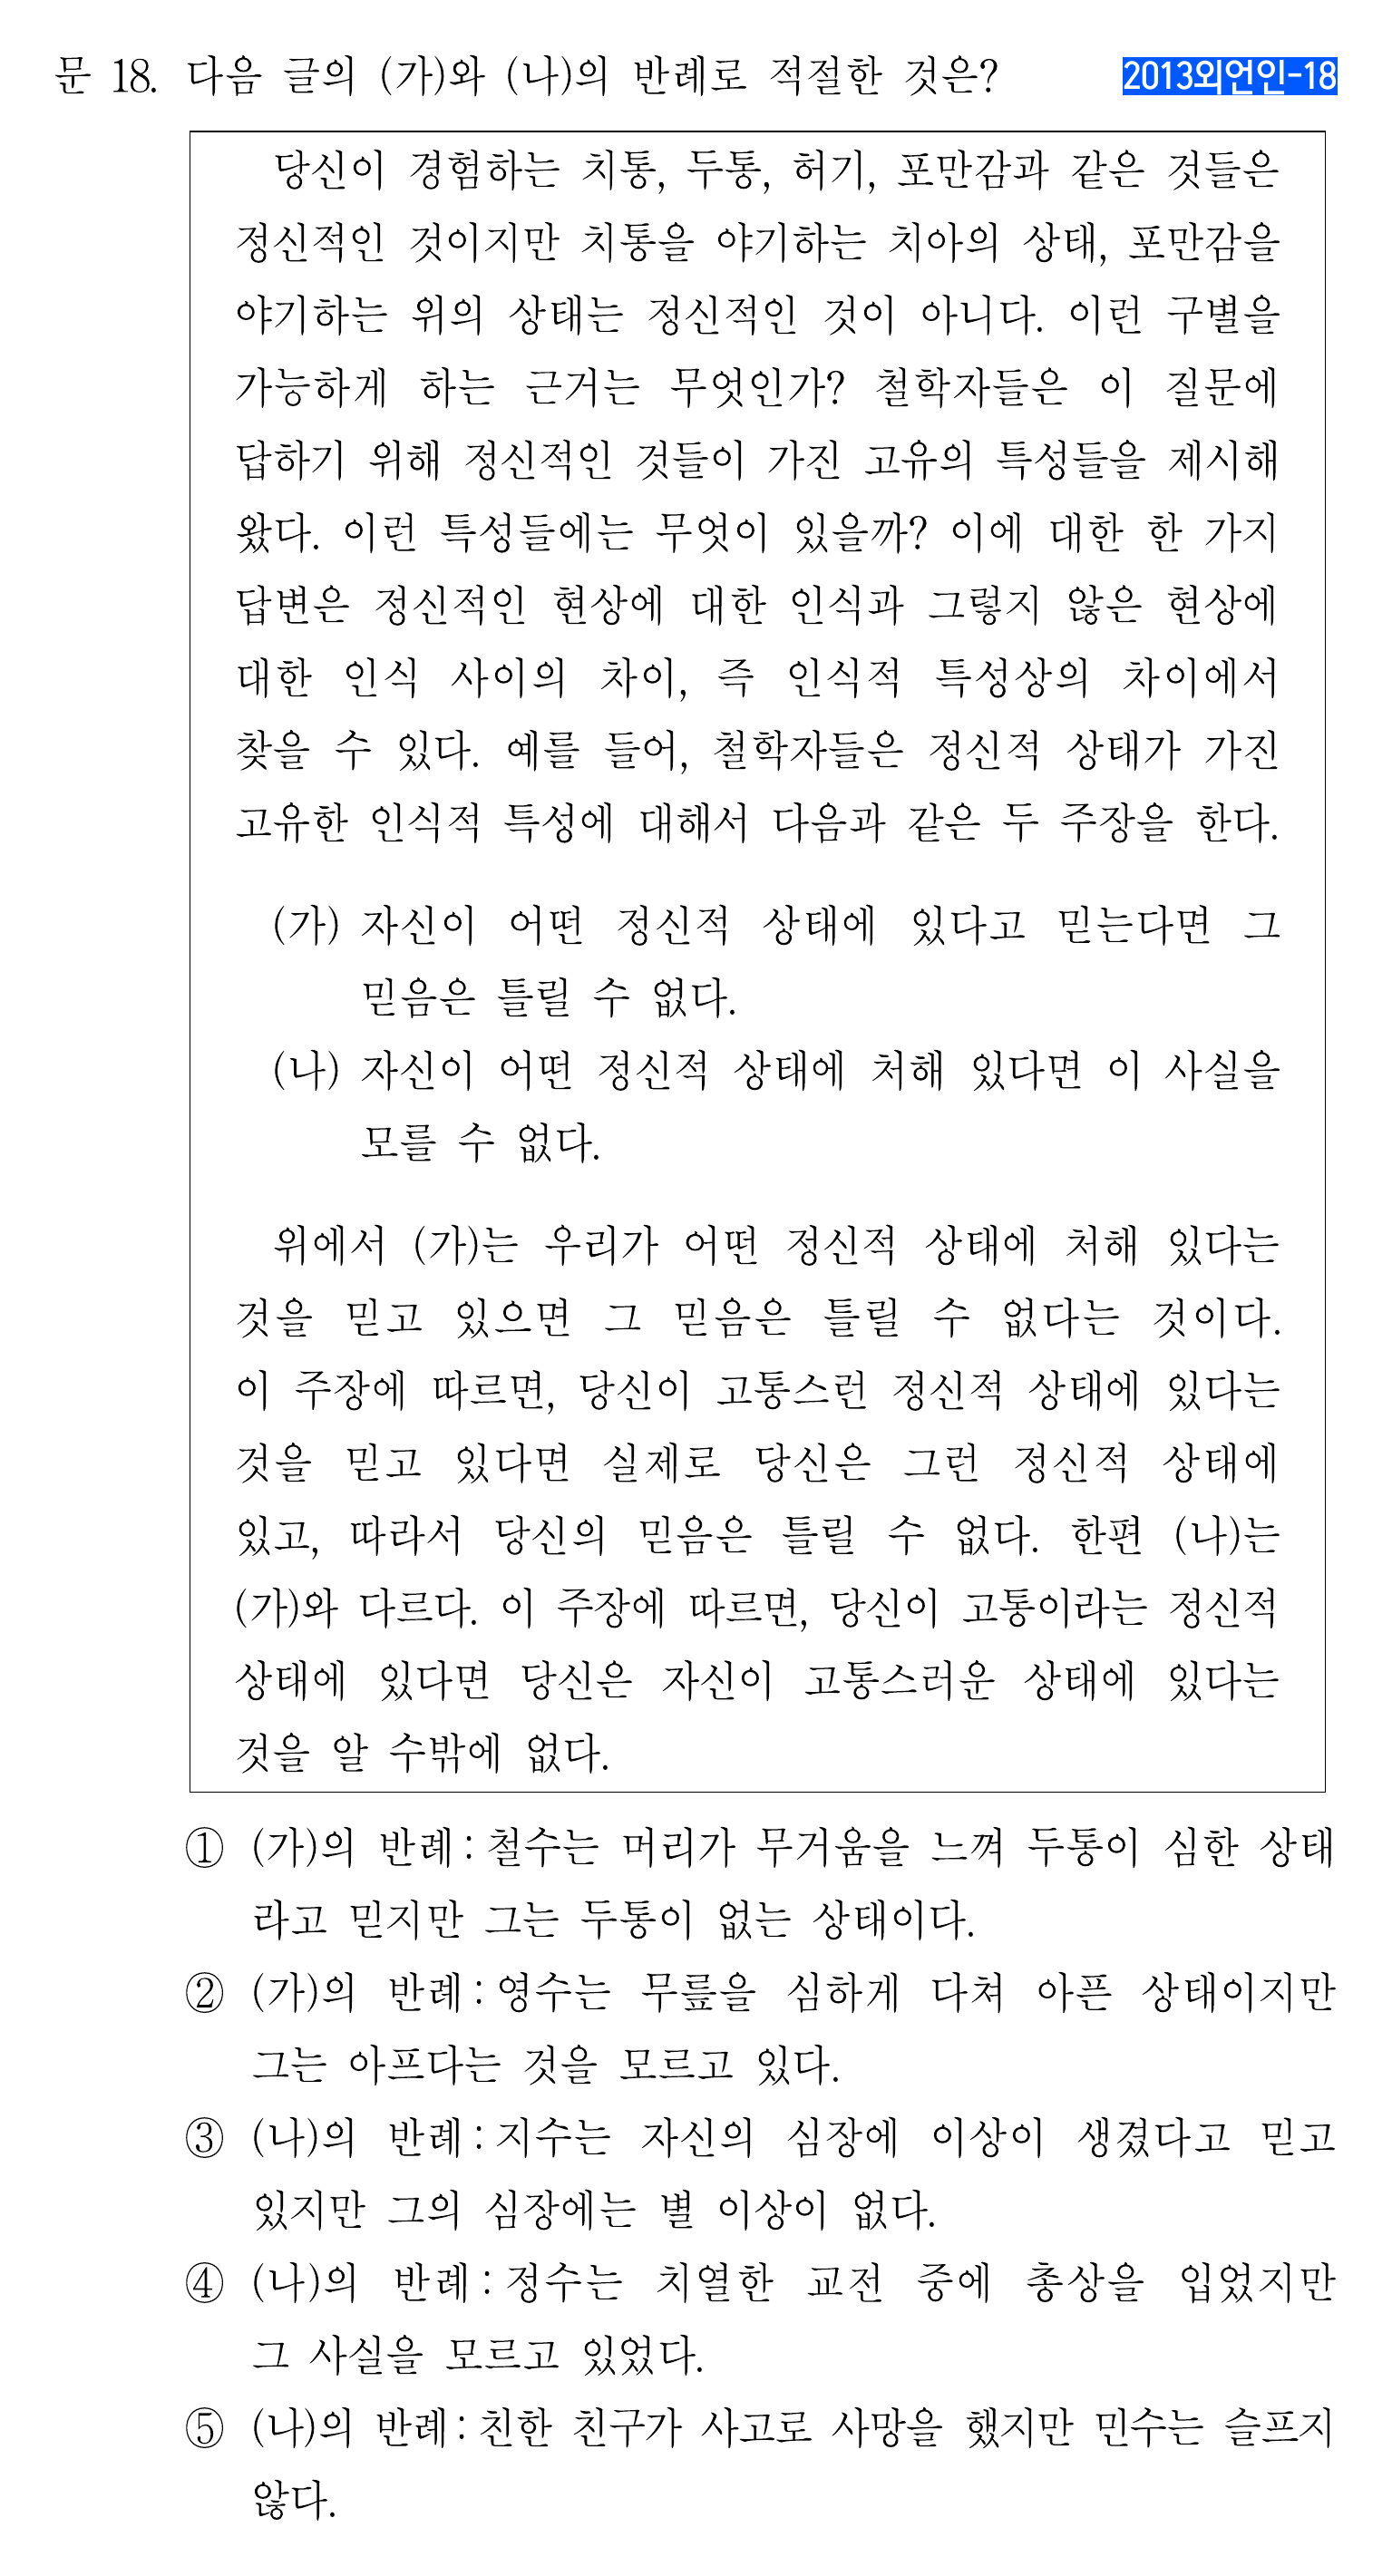 문 18. 다음 글의 (가)와 (나)의 반례로 적절한 것은? 2013외언인-18
당신이 경험하는 치통, 두통, 허기, 포만감과 같은 것들은
정신적인 것이지만 치통을 야기하는 치아의 상태, 포만감을
야기하는 위의 상태는 정신적인 것이 아니다. 이런 구별을
가능하게 하는 근거는 무엇인가? 철학자들은 이 질문에
답하기 위해 정신적인 것들이 가진 고유의 특성들을 제시해
왔다. 이런 특성들에는 무엇이 있을까? 이에 대한 한 가지
답변은 정신적인 현상에 대한 인식과 그렇지 않은 현상에
대한 인식 사이의 차이, 즉 인식적 특성상의 차이에서
찾을 수 있다. 예를 들어, 철학자들은 정신적 상태가 가진
고유한 인식적 특성에 대해서 다음과 같은 두 주장을 한다.
(가) 자신이 어떤 정신적 상태에 있다고 믿는다면 그
믿음은 틀릴 수 없다.
(나) 자신이 어떤 정신적 상태에 처해 있다면 이 사실을
모를 수 없다.
위에서 (가)는 우리가 어떤 정신적 상태에 처해 있다는
것을 믿고 있으면 그 믿음은 틀릴 수 없다는 것이다.
이 주장에 따르면, 당신이 고통스런 정신적 상태에 있다는
것을 믿고 있다면 실제로 당신은 그런 정신적 상태에
있고, 따라서 당신의 믿음은 틀릴 수 없다. 한편 (나)는
(가)와 다르다. 이 주장에 따르면, 당신이 고통이라는 정신적
상태에 있다면 당신은 자신이 고통스러운 상태에 있다는
것을 알 수밖에 없다.
① (가)의 반례 : 철수는 머리가 무거움을 느껴 두통이 심한 상태
라고 믿지만 그는 두통이 없는 상태이다.
② (가)의 반례 : 영수는 무릎을 심하게 다쳐 아픈 상태이지만
그는 아프다는 것을 모르고 있다.
③ (나)의 반례 : 지수는 자신의 심장에 이상이 생겼다고 믿고
있지만 그의 심장에는 별 이상이 없다.
④ (나)의 반례 : 정수는 치열한 교전 중에 총상을 입었지만
그 사실을 모르고 있었다.
⑤ (나)의 반례 : 친한 친구가 사고로 사망을 했지만 민수는 슬프지
않다.